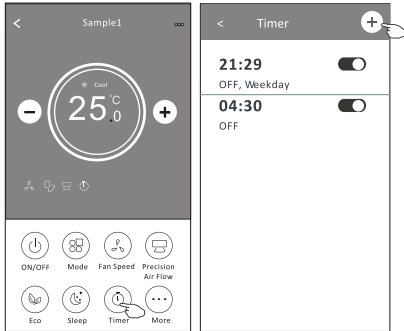 Sample1
Cool
25.0 °C
ON/OFF
Mode
Fan Speed
Precision
Air Flow
Eco
Sleep
Timer
More
Timer
21:29
OFF, Weekday
04:30
OFF